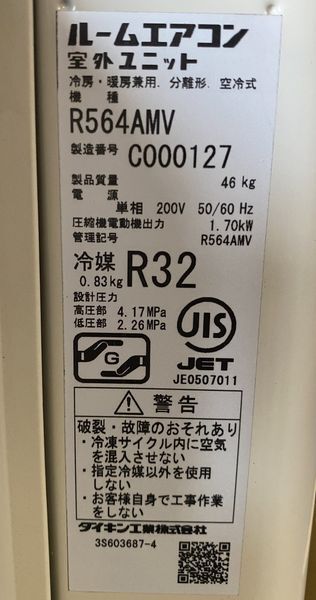 ルームエアコン
室外ユニット
冷房・暖房兼用、分離形、空冷式
機種
R564AMV
製造番号 C000127
製品質量 46 kg
電源
単相 200V 50/60 Hz
圧縮機電動機出力 1.70kW
管理記号 R564AMV
冷媒 R32
0.83kg
設計圧力
高圧部 4.17MPa
低圧部 2.26MPa
JIS
G
JET
JE0507011
警告
破裂・故障のおそれあり
・冷凍サイクル内に空気
を混入させない
・指定冷媒以外を使用
しない
・お客様自身で工事作業
をしない
ダイキン工業株式会社
3S603687-4